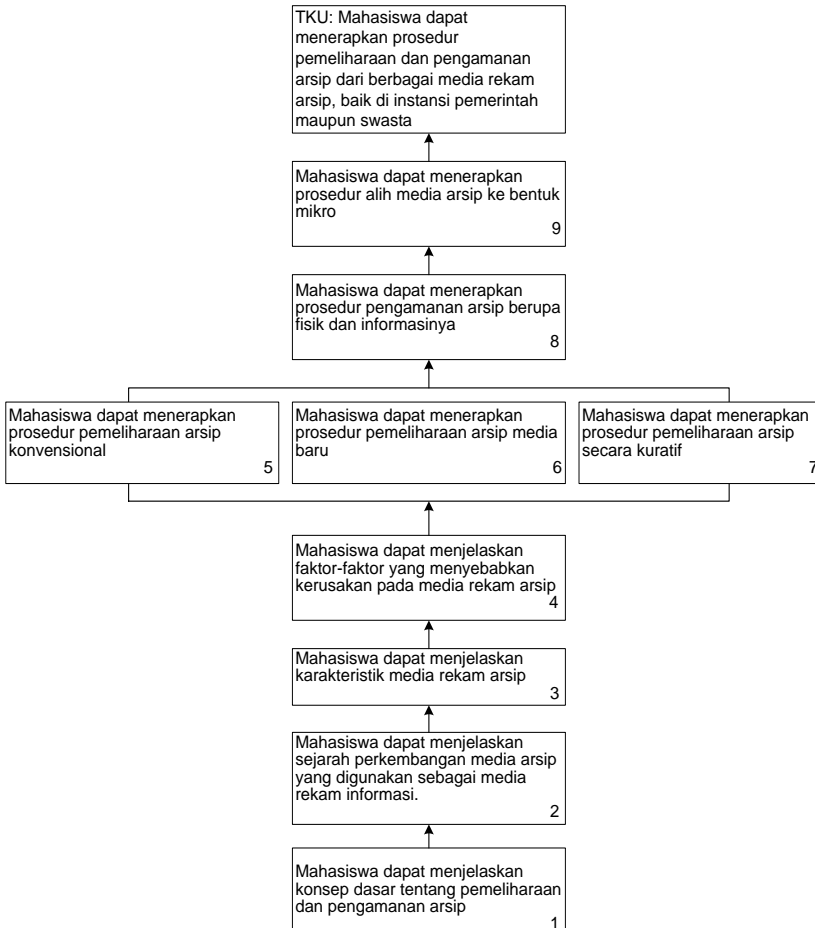 TKU: Mahasiswa dapat
menerapkan prosedur
pemeliharaan dan pengamanan
arsip dari berbagai media rekam
arsip, baik di instansi pemerintah
maupun swasta
Mahasiswa dapat menerapkan
prosedur alih media arsip ke bentuk
mikro
9
Mahasiswa dapat menerapkan
prosedur pengamanan arsip berupa
fisik dan informasinya
8
Mahasiswa dapat menerapkan
prosedur pemeliharaan arsip
konvensional
5
Mahasiswa dapat menerapkan
prosedur pemeliharaan arsip media
baru
6
Mahasiswa dapat menerapkan
prosedur pemeliharaan arsip
secara kuratif
7
Mahasiswa dapat menjelaskan
faktor-faktor yang menyebabkan
kerusakan pada media rekam arsip
4
Mahasiswa dapat menjelaskan
karakteristik media rekam arsip
3
Mahasiswa dapat menjelaskan
sejarah perkembangan media arsip
yang digunakan sebagai media
rekam informasi.
2
Mahasiswa dapat menjelaskan
konsep dasar tentang pemeliharaan
dan pengamanan arsip
1